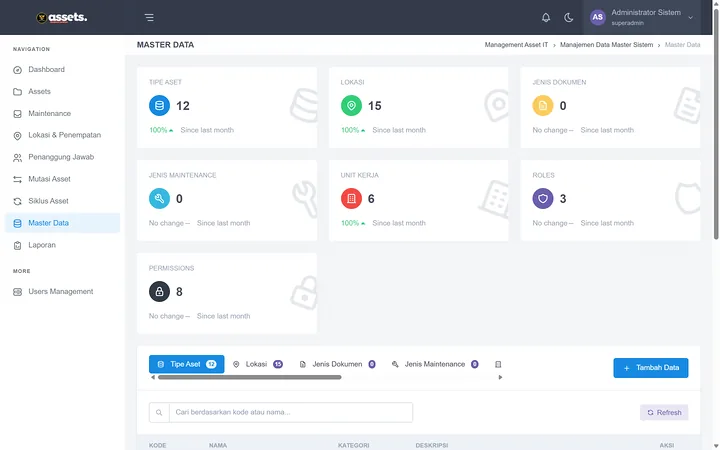 assets.
AS
Administrator Sistem
superadmin
NAVIGATION
Dashboard
Assets
Maintenance
Lokasi & Penempatan
Penanggung Jawab
Mutasi Asset
Siklus Asset
Master Data
Laporan
MORE
Users Management
MASTER DATA
Management Asset IT > Manajemen Data Master Sistem > Master Data
TIPE ASET
12
100% Since last month
LOKASI
15
100% Since last month
JENIS DOKUMEN
0
No change – Since last month
JENIS MAINTENANCE
0
No change – Since last month
UNIT KERJA
6
100% Since last month
ROLES
3
No change – Since last month
PERMISSIONS
8
No change – Since last month
Tipe Aset 12 Lokasi 15 Jenis Dokumen 0 Jenis Maintenance 0
+ Tambah Data
Cari berdasarkan kode atau nama...
Refresh
KODE NAMA KATEGORI DESKRIPSI AKSI